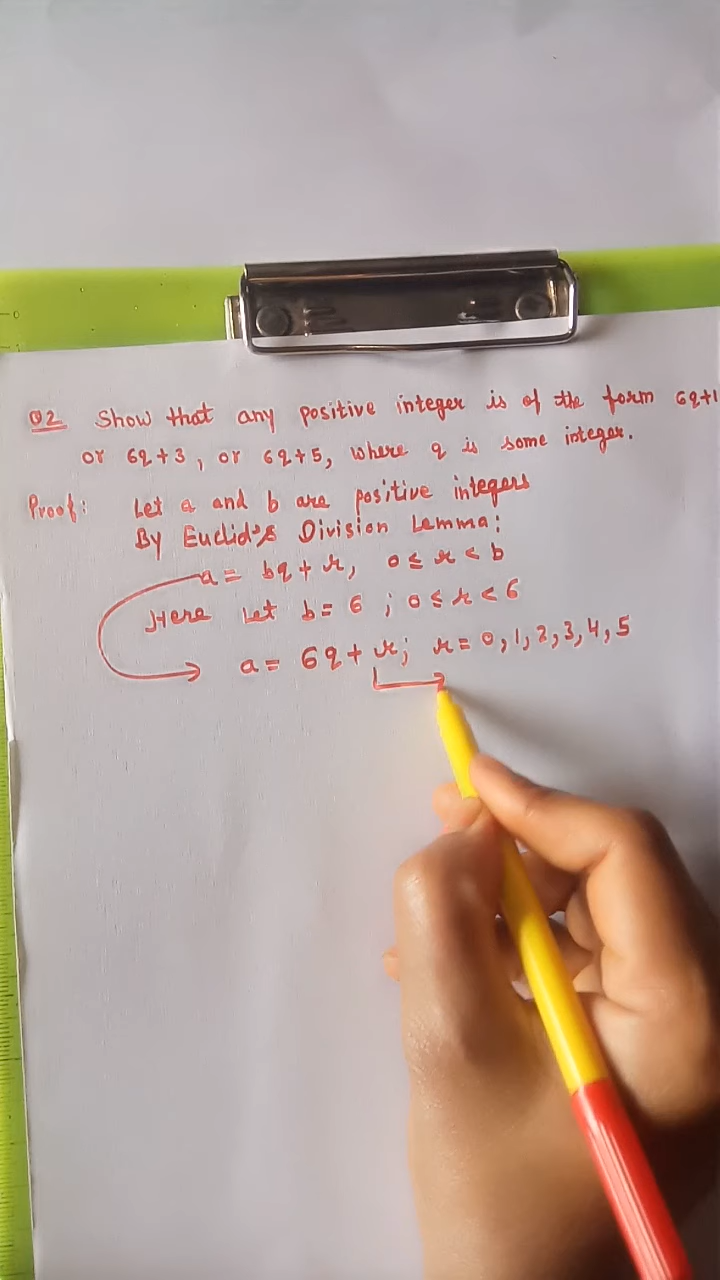 Q2 Show that any positive integer is of the form 6q+1
or 6q+3, or 6q+5, where q is some integer.
Proof: Let a and b are positive integers
By Euclid's Division Lemma:
a = bq + r, 0 ≤ r < b
Here Let b = 6 ; 0 ≤ r < 6
a = 6q + r; r = 0, 1, 2, 3, 4, 5